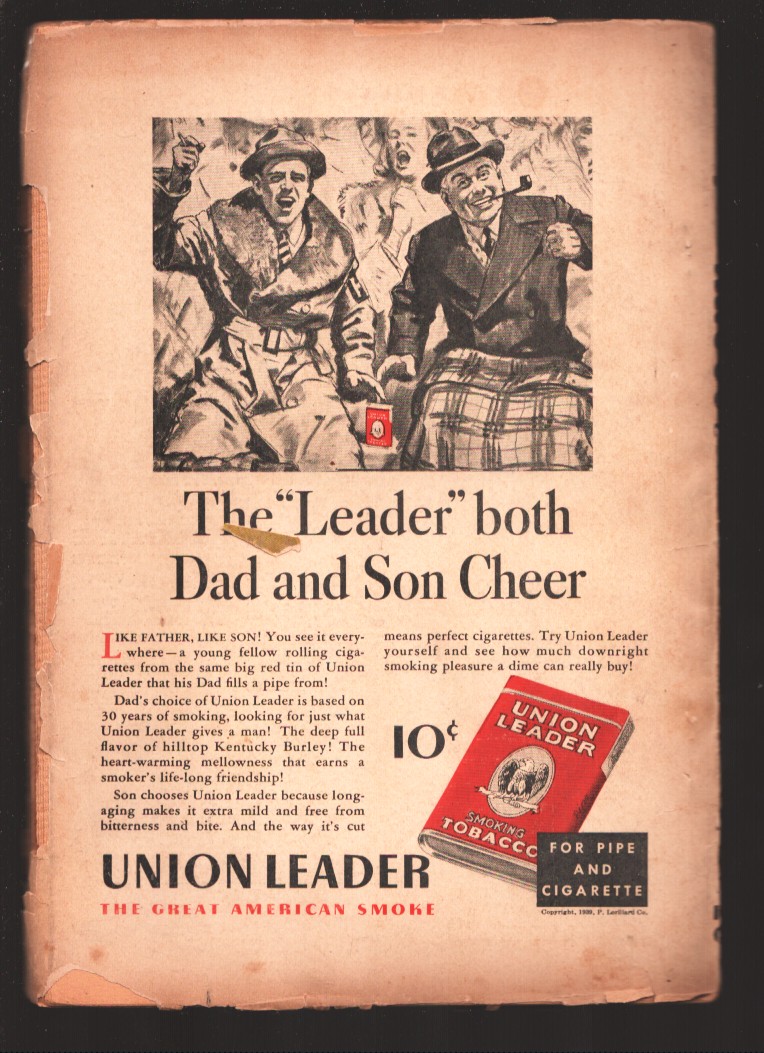 The "Leader" both
Dad and Son Cheer
LIKE FATHER, LIKE SON! You see it every-
where—a young fellow rolling ciga-
rettes from the same big red tin of Union
Leader that his Dad fills a pipe from!
Dad's choice of Union Leader is based on
30 years of smoking, looking for just what
Union Leader gives a man! The deep full
flavor of hilltop Kentucky Burley! The
heart-warming mellowness that earns a
smoker's life-long friendship!
Son chooses Union Leader because long-
aging makes it extra mild and free from
bitterness and bite. And the way it's cut
means perfect cigarettes. Try Union Leader
yourself and see how much downright
smoking pleasure a dime can really buy!
10¢
UNION
LEADER
SMOKING
TOBACCO
FOR PIPE
AND
CIGARETTE
UNION LEADER
THE GREAT AMERICAN SMOKE
Copyright, 1939, P. Lorillard Co.